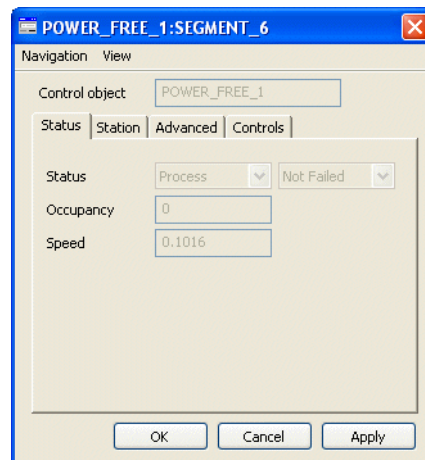 POWER_FREE_1:SEGMENT_6
Navigation View
Control object POWER_FREE_1
Status Station Advanced Controls
Status Process Not Failed
Occupancy 0
Speed 0.1016
OK Cancel Apply